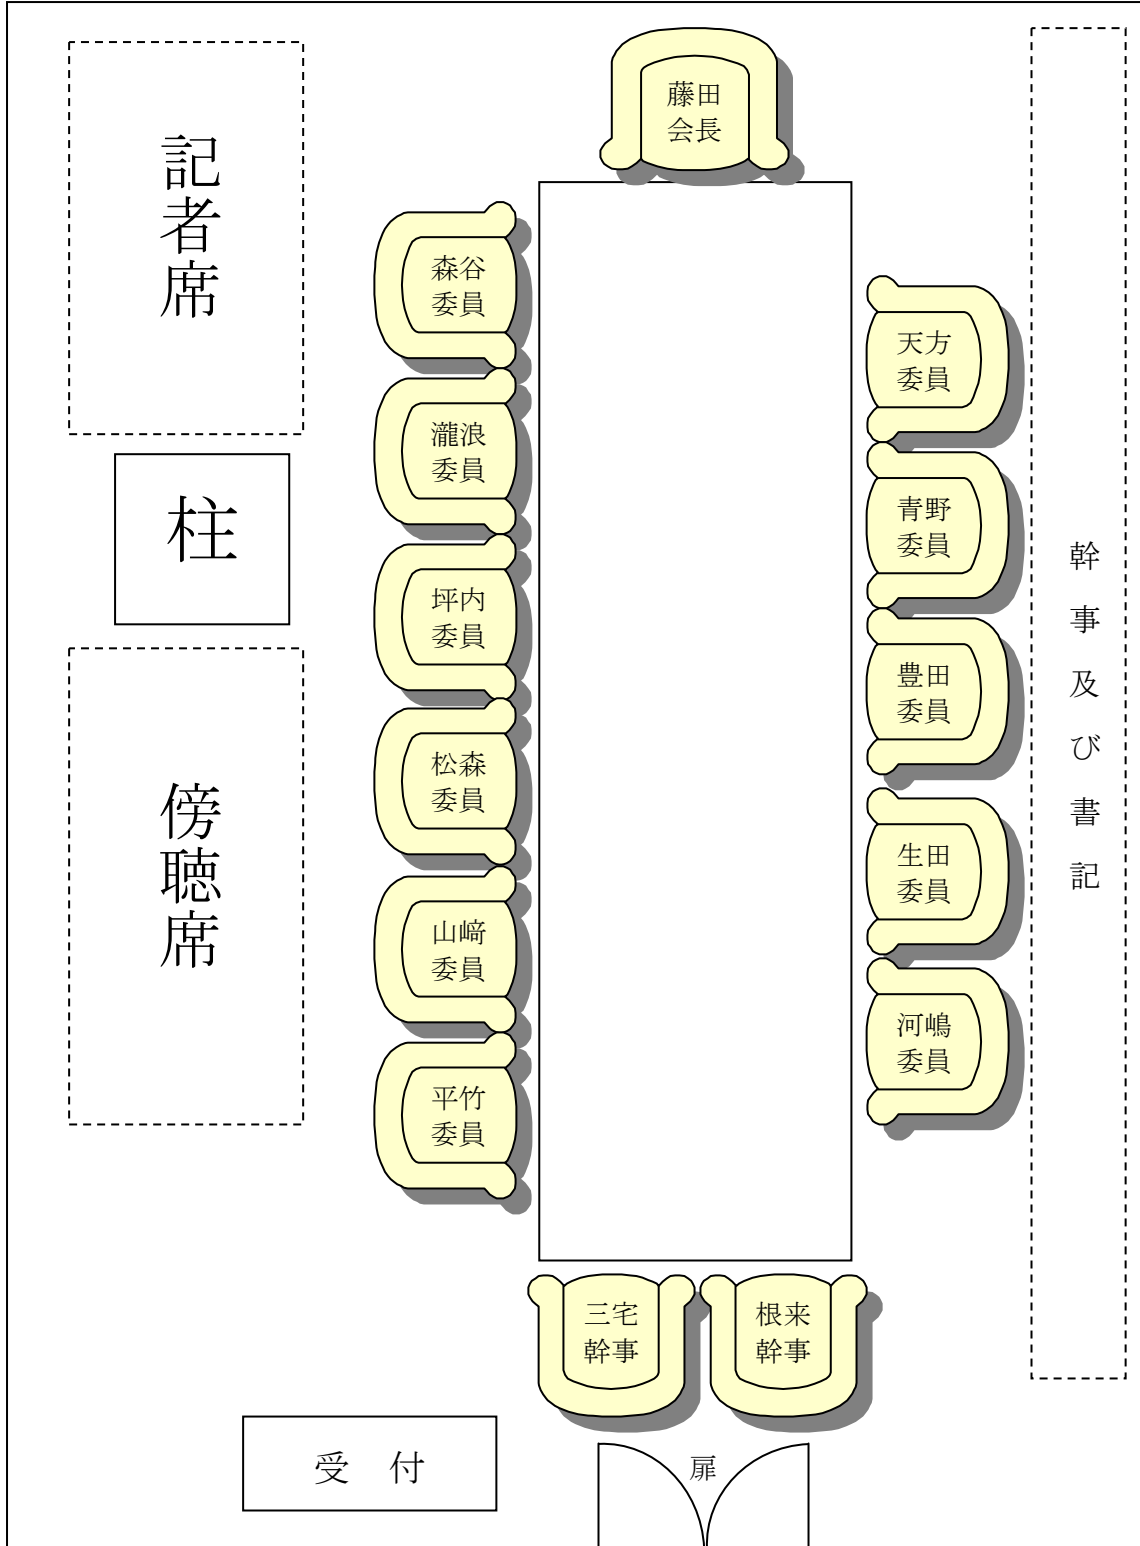 藤田
会長
記者席
森谷
委員
天方
委員
瀧浪
委員
青野
委員
柱
坪内
委員
豊田
委員
幹事及び書記
松森
委員
生田
委員
傍聴席
山﨑
委員
河嶋
委員
平竹
委員
三宅
幹事
根来
幹事
受　付
扉